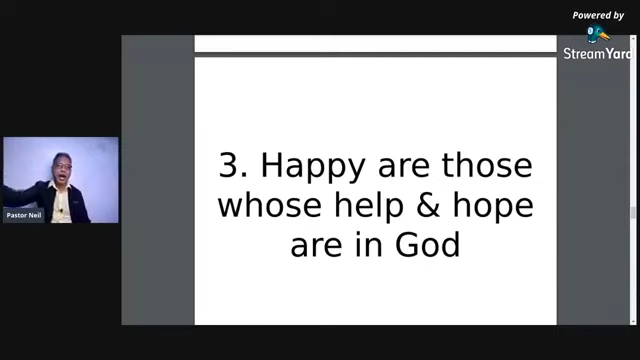 Powered by
StreamYard
3. Happy are those
whose help & hope
are in God
Pastor Neil